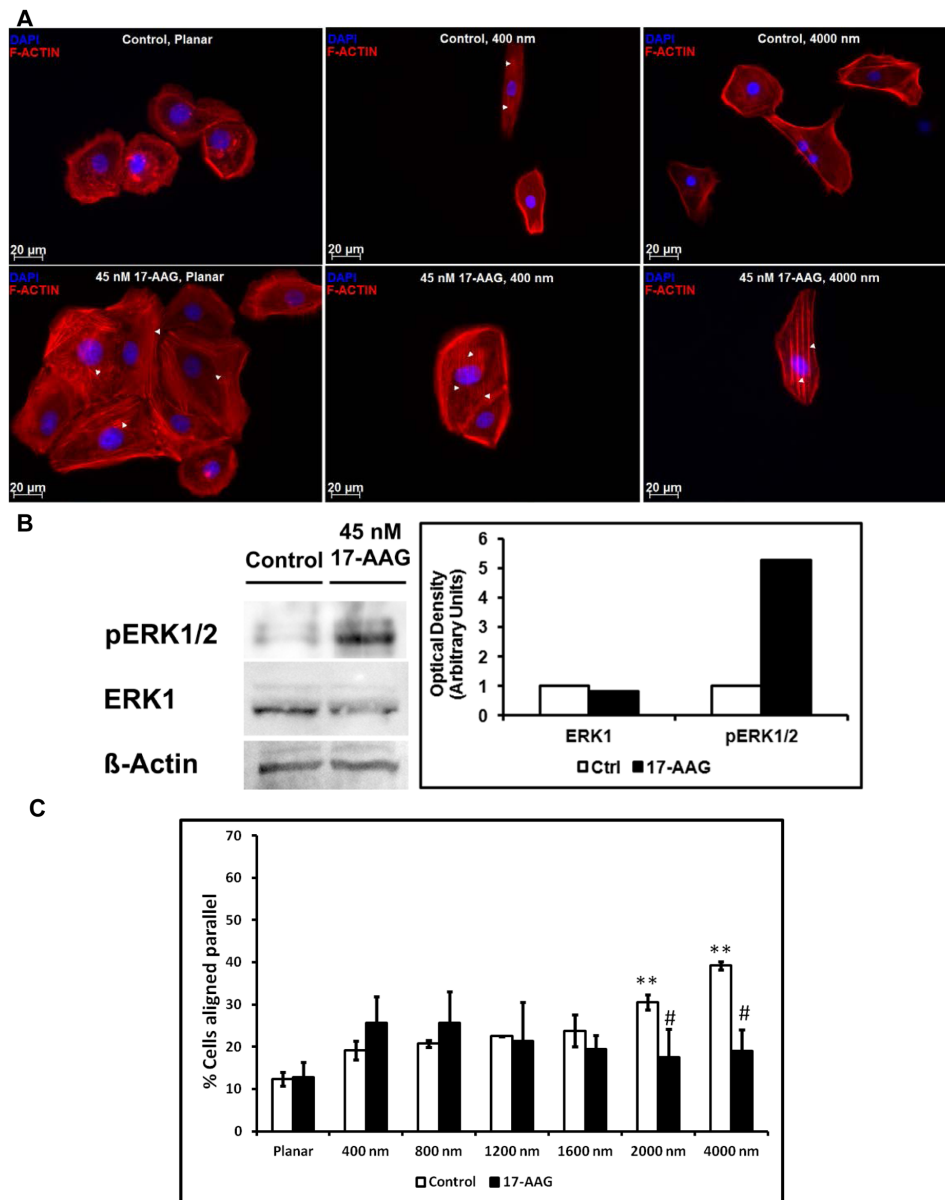 A
DAPI
F-ACTIN
Control, Planar
20 µm
DAPI
F-ACTIN
Control, 400 nm
20 µm
DAPI
F-ACTIN
Control, 4000 nm
20 µm
DAPI
F-ACTIN
45 nM 17-AAG, Planar
20 µm
DAPI
F-ACTIN
45 nM 17-AAG, 400 nm
20 µm
DAPI
F-ACTIN
45 nM 17-AAG, 4000 nm
20 µm
B
Control
45 nM
17-AAG
pERK1/2
ERK1
ß-Actin
Optical Density
(Arbitrary Units)
6
5
4
3
2
1
0
ERK1 pERK1/2
Ctrl 17-AAG
C
% Cells aligned parallel
70
60
50
40
30
20
10
0
**
#
**
#
Planar 400 nm 800 nm 1200 nm 1600 nm 2000 nm 4000 nm
Control 17-AAG